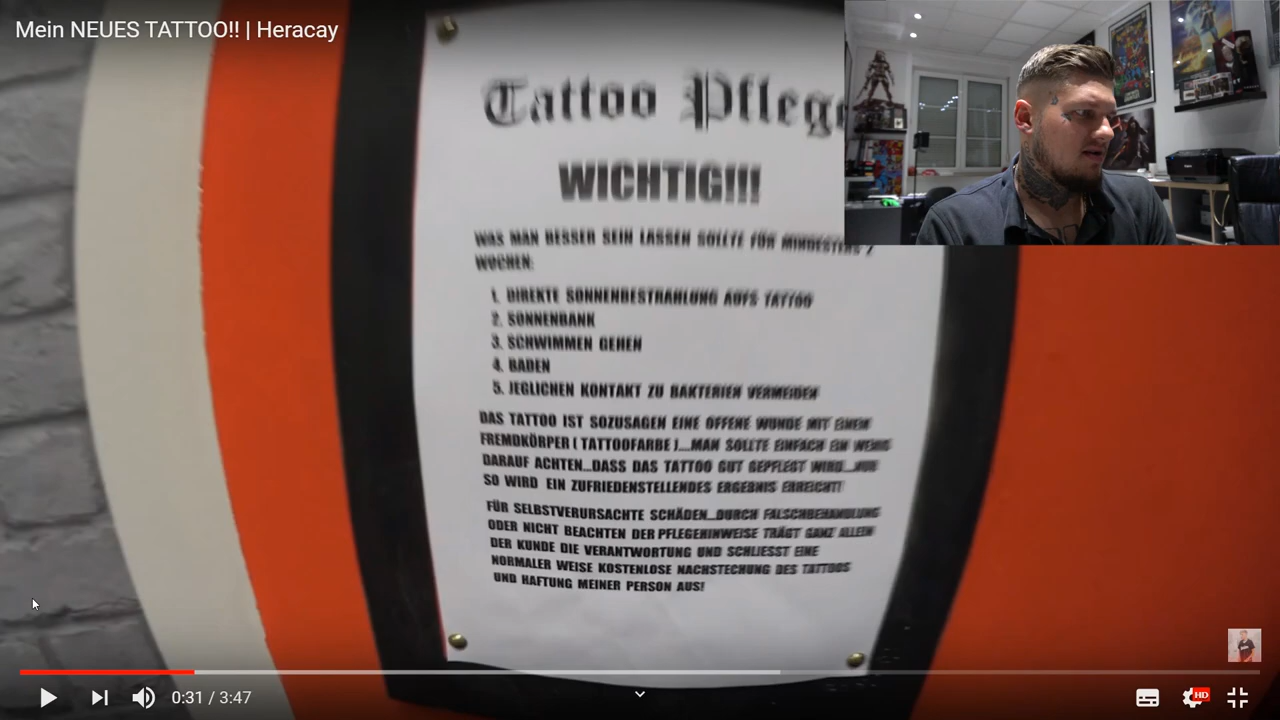 Mein NEUES TATTOO!! | Heracay
Tattoo Pflege
WICHTIG!!!
WAS MAN BESSER SEIN LASSEN SOLLTE FÜR MINDESTENS 2
WOCHEN:
1. DIREKTE SONNENBESTRAHLUNG AUFS TATTOO
2. SONNENBANK
3. SCHWIMMEN GEHEN
4. BADEN
5. JEGLICHEN KONTAKT ZU BAKTERIEN VERMEIDEN
DAS TATTOO IST SOZUSAGEN EINE OFFENE WUNDE MIT EINEM
FREMDKÖRPER ( TATTOOFARBE )....MAN SOLLTE EINFACH EIN WENIG
DARAUF ACHTEN...DASS DAS TATTOO GUT GEPFLEGT WIRD...NUR
SO WIRD EIN ZUFRIEDENSTELLENDES ERGEBNIS ERREICHT!
FÜR SELBSTVERURSACHTE SCHÄDEN...DURCH FALSCHBEHANDLUNG
ODER NICHT BEACHTEN DER PFLEGEHINWEISE TRÄGT GANZ ALLEIN
DER KUNDE DIE VERANTWORTUNG UND SCHLIESST EINE
NORMALER WEISE KOSTENLOSE NACHSTECHUNG DES TATTOOS
UND HAFTUNG MEINER PERSON AUS!
0:31 / 3:47
HD